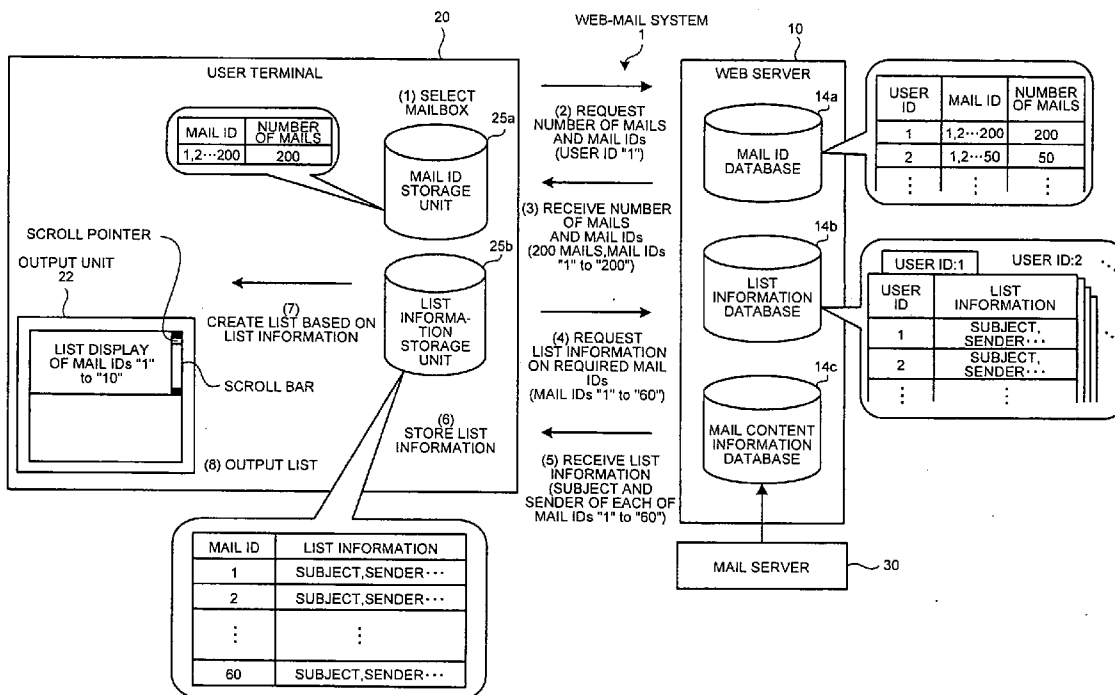 WEB-MAIL SYSTEM
1
20
USER TERMINAL
(1) SELECT
MAILBOX
25a
MAIL ID
STORAGE
UNIT
MAIL ID
NUMBER
OF MAILS
1,2···200
200
SCROLL POINTER
OUTPUT UNIT
22
LIST DISPLAY
OF MAIL IDs "1"
to "10"
SCROLL BAR
(8) OUTPUT LIST
(7)
CREATE LIST BASED ON
LIST INFORMATION
25b
LIST
INFORMA-
TION
STORAGE
UNIT
(6)
STORE LIST
INFORMATION
MAIL ID
LIST INFORMATION
1
SUBJECT,SENDER···
2
SUBJECT,SENDER···
⋮
⋮
60
SUBJECT,SENDER···
(2) REQUEST
NUMBER OF MAILS
AND MAIL IDs
(USER ID "1")
(3) RECEIVE NUMBER
OF MAILS
AND MAIL IDs
(200 MAILS,MAIL IDs
"1" to "200")
(4) REQUEST
LIST INFORMATION
ON REQUIRED MAIL
IDs
(MAIL IDs "1" to "60")
(5) RECEIVE LIST
INFORMATION
(SUBJECT AND
SENDER OF EACH OF
MAIL IDs "1" to "60")
10
WEB SERVER
14a
MAIL ID
DATABASE
14b
LIST
INFORMATION
DATABASE
14c
MAIL CONTENT
INFORMATION
DATABASE
MAIL SERVER
30
USER
ID
MAIL ID
NUMBER
OF MAILS
1
1,2···200
200
2
1,2···50
50
⋮
⋮
⋮
USER ID:1
USER ID:2
···
USER
ID
LIST
INFORMATION
1
SUBJECT,
SENDER···
2
SUBJECT,
SENDER···
⋮
⋮
···